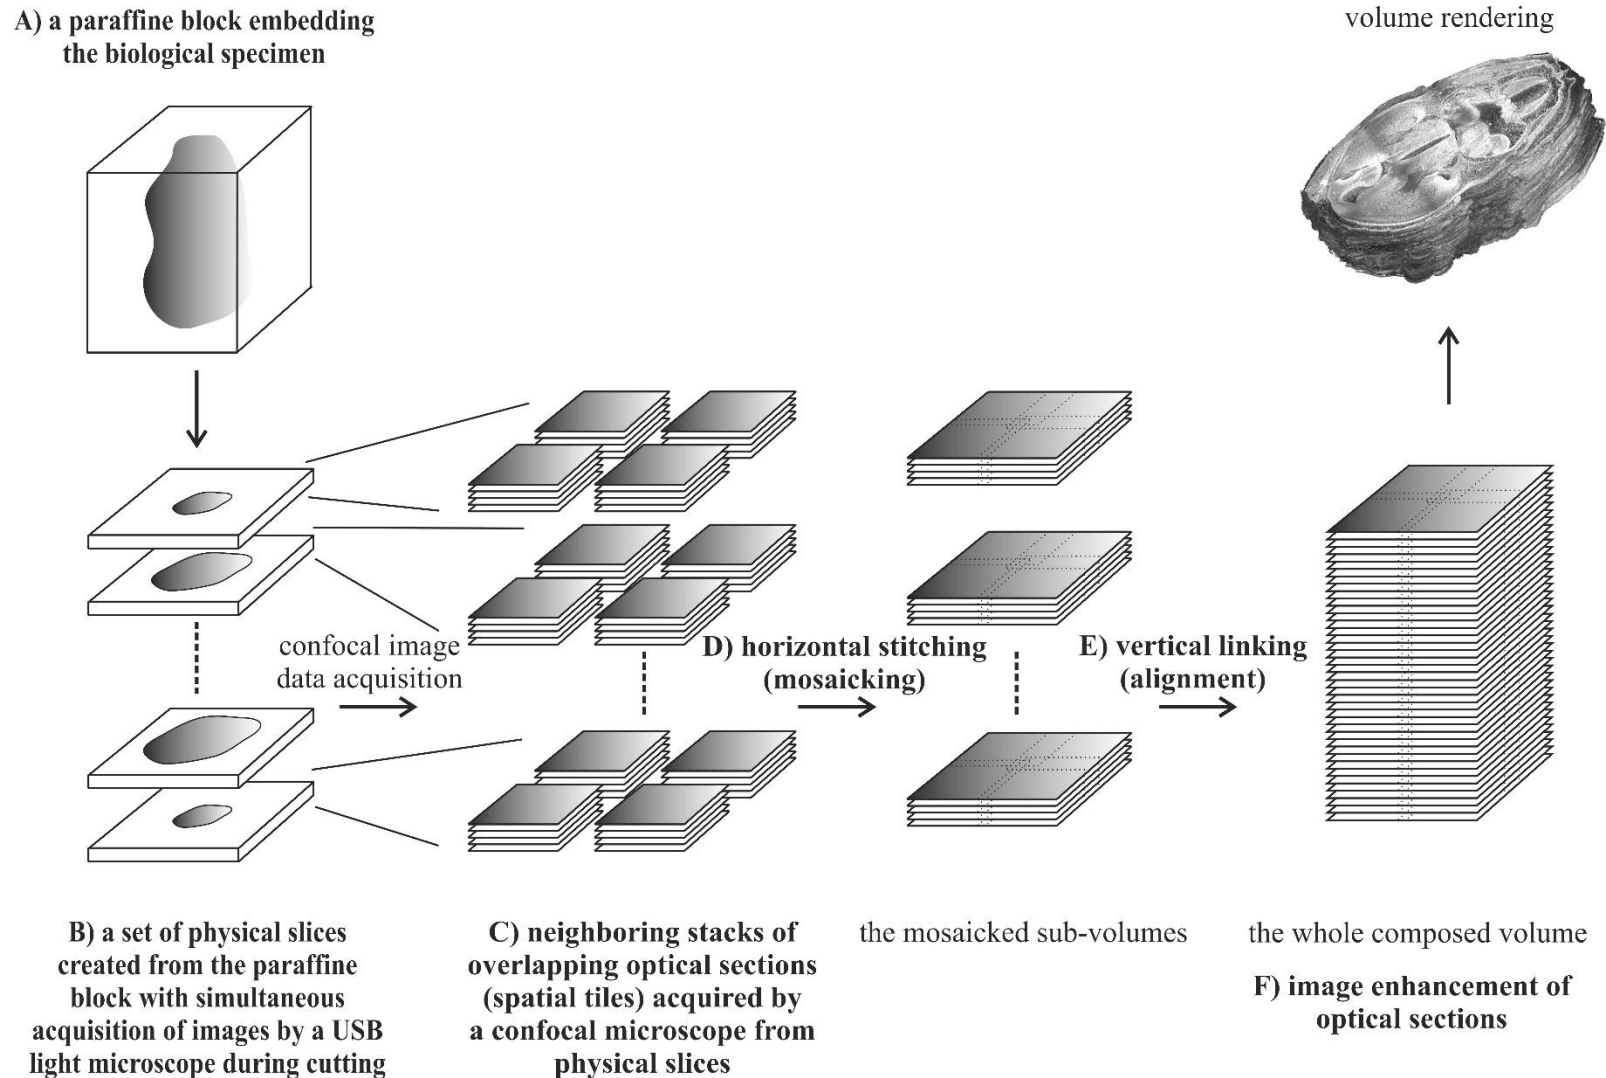 A) a paraffine block embedding
the biological specimen
volume rendering
confocal image
data acquisition
D) horizontal stitching
(mosaicking)
E) vertical linking
(alignment)
B) a set of physical slices
created from the paraffine
block with simultaneous
acquisition of images by a USB
light microscope during cutting
C) neighboring stacks of
overlapping optical sections
(spatial tiles) acquired by
a confocal microscope from
physical slices
the mosaicked sub-volumes
the whole composed volume
F) image enhancement of
optical sections